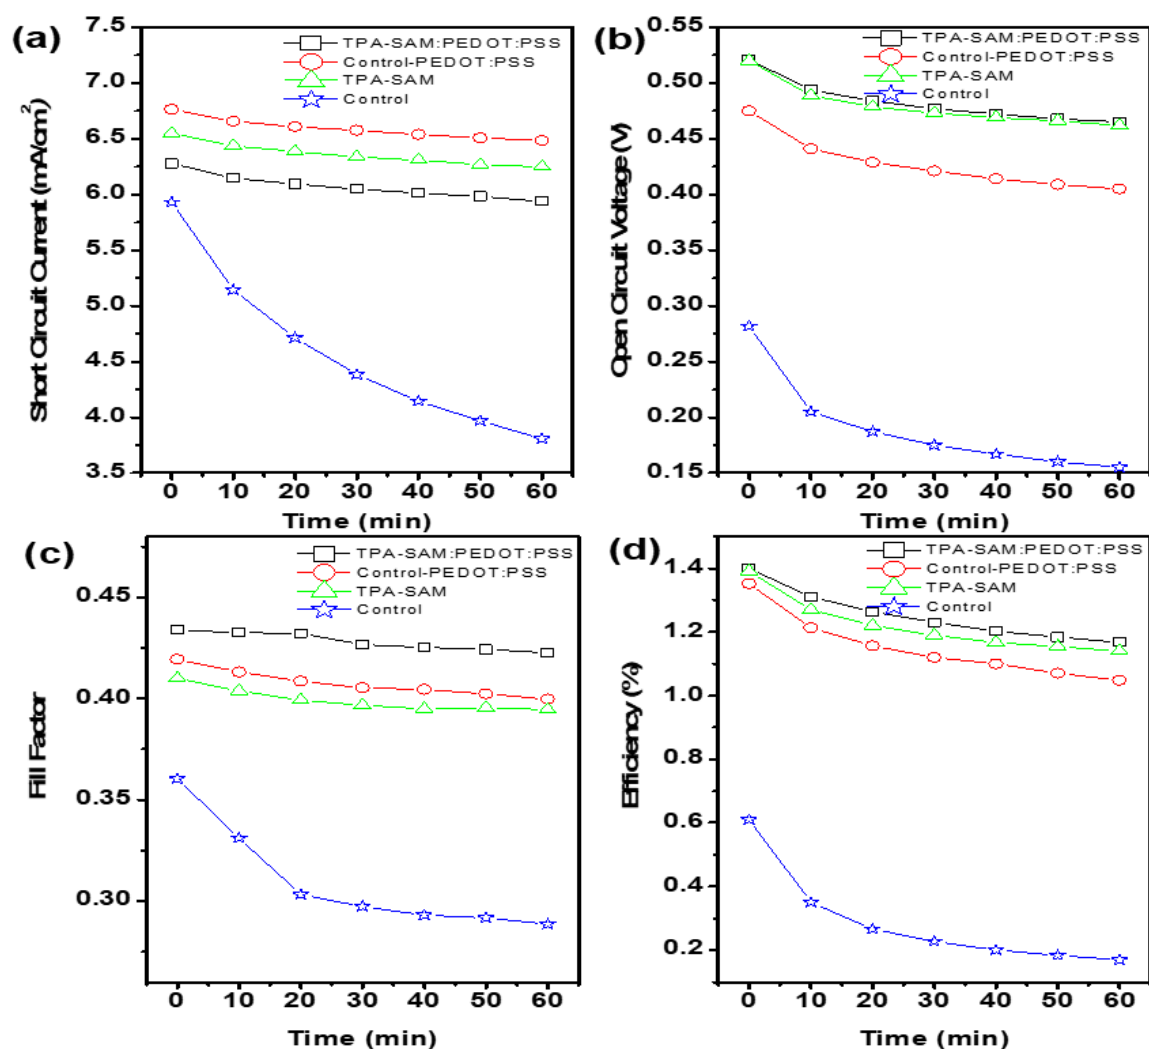 (a)
TPA-SAM:PEDOT:PSS
Control-PEDOT:PSS
TPA-SAM
Control
7.5
7.0
6.5
6.0
5.5
5.0
4.5
4.0
3.5
Short Circuit Current (mA/cm²)
0 10 20 30 40 50 60
Time (min)
(b)
TPA-SAM:PEDOT:PSS
Control-PEDOT:PSS
TPA-SAM
Control
0.55
0.50
0.45
0.40
0.35
0.30
0.25
0.20
0.15
Open Circuit Voltage (V)
0 10 20 30 40 50 60
Time (min)
(c)
TPA-SAM:PEDOT:PSS
Control-PEDOT:PSS
TPA-SAM
Control
0.45
0.40
0.35
0.30
Fill Factor
0 10 20 30 40 50 60
Time (min)
(d)
TPA-SAM:PEDOT:PSS
Control-PEDOT:PSS
TPA-SAM
Control
1.4
1.2
1.0
0.8
0.6
0.4
0.2
Efficiency (%)
0 10 20 30 40 50 60
Time (min)